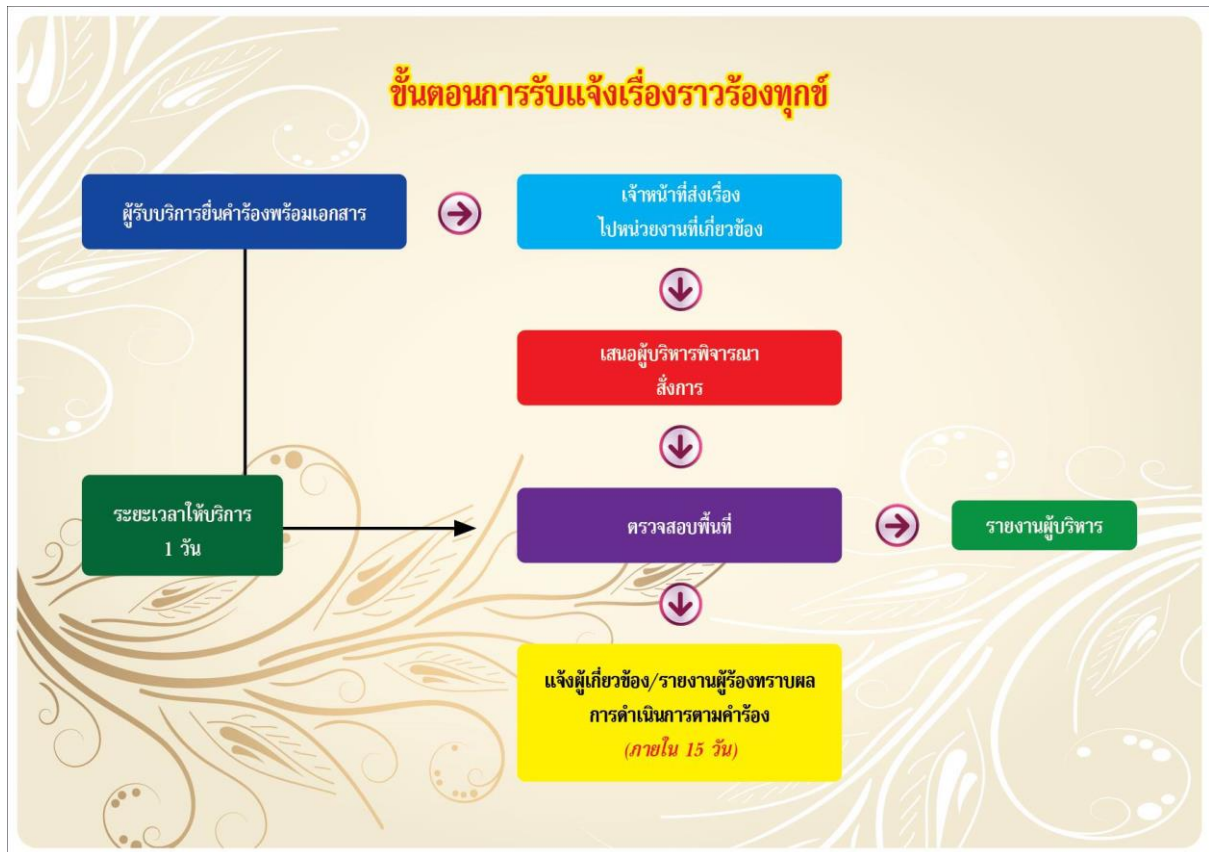 ขั้นตอนการรับแจ้งเรื่องราวร้องทุกข์
ผู้รับบริการยื่นคำร้องพร้อมเอกสาร
เจ้าหน้าที่ส่งเรื่อง
ไปหน่วยงานที่เกี่ยวข้อง
เสนอผู้บริหารพิจารณา
สั่งการ
ระยะเวลาให้บริการ
1 วัน
ตรวจสอบพื้นที่
รายงานผู้บริหาร
แจ้งผู้เกี่ยวข้อง/รายงานผู้ร้องทราบผล
การดำเนินการตามคำร้อง
(ภายใน 15 วัน)